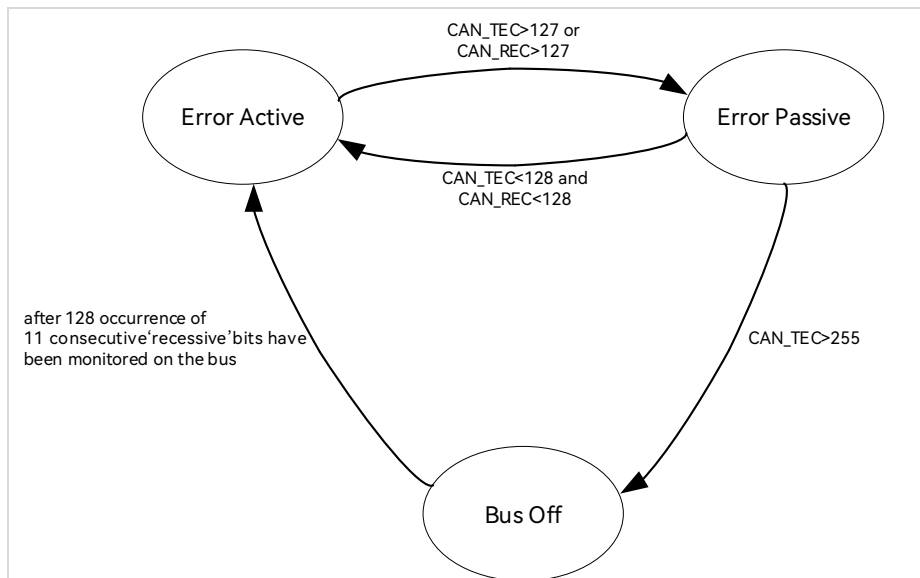 CAN_TEC>127 or
CAN_REC>127
Error Active
Error Passive
CAN_TEC<128 and
CAN_REC<128
after 128 occurrence of
11 consecutive‘recessive’bits have
been monitored on the bus
CAN_TEC>255
Bus Off